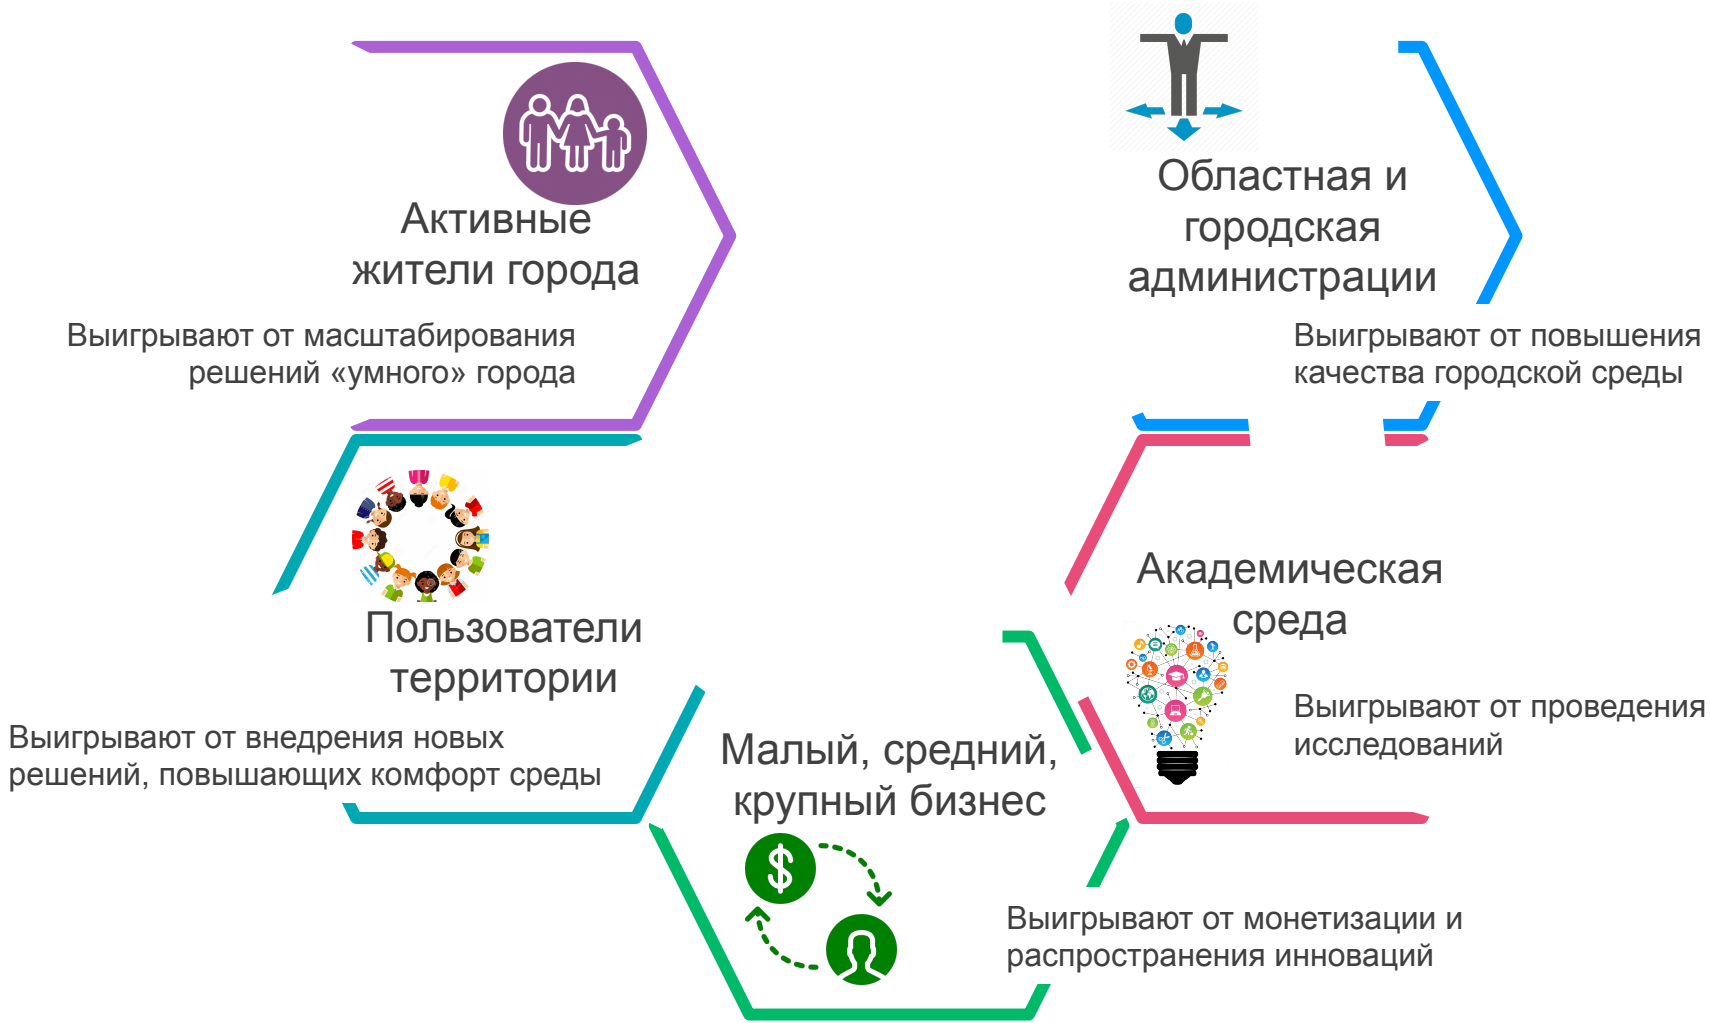 Активные
жители города
Выигрывают от масштабирования
решений «умного» города
Областная и
городская
администрации
Выигрывают от повышения
качества городской среды
Пользователи
территории
Выигрывают от внедрения новых
решений, повышающих комфорт среды
Академическая
среда
Выигрывают от проведения
исследований
Малый, средний,
крупный бизнес
$
Выигрывают от монетизации и
распространения инноваций